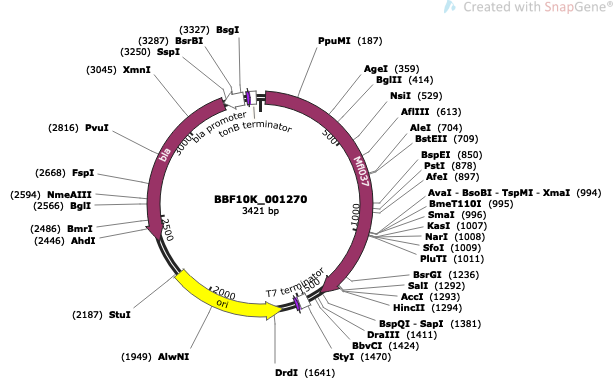 Created with SnapGene®
(3327) BsgI
(3287) BsrBI
(3250) SspI
(3045) XmnI
(2816) PvuI
(2668) FspI
(2594) NmeAIII
(2566) BglI
(2486) BmrI
(2446) AhdI
(2187) StuI
(1949) AlwNI
DrdI (1641)
PpuMI (187)
AgeI (359)
BglII (414)
NsiI (529)
AflIII (613)
AleI (704)
BstEII (709)
BspEI (850)
PstI (878)
AfeI (897)
AvaI - BsoBI - TspMI - XmaI (994)
BmeT110I (995)
SmaI (996)
KasI (1007)
NarI (1008)
SfoI (1009)
PluTI (1011)
BsrGI (1236)
SalI (1292)
AccI (1293)
HincII (1294)
BspQI - SapI (1381)
DraIII (1411)
BbvCI (1424)
StyI (1470)
bla promoter
tonB terminator
bla
Mfl037
T7 terminator
ori
500
1000
1500
2000
2500
3000
BBF10K_001270
3421 bp